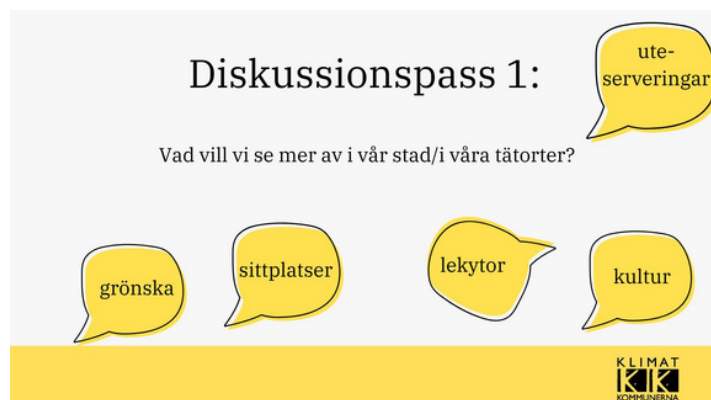 ute-
serveringar
Diskussionspass 1:
Vad vill vi se mer av i vår stad/i våra tätorter?
grönska
sittplatser
lekytor
kultur
KLIMAT
KK
KOMMUNERNA